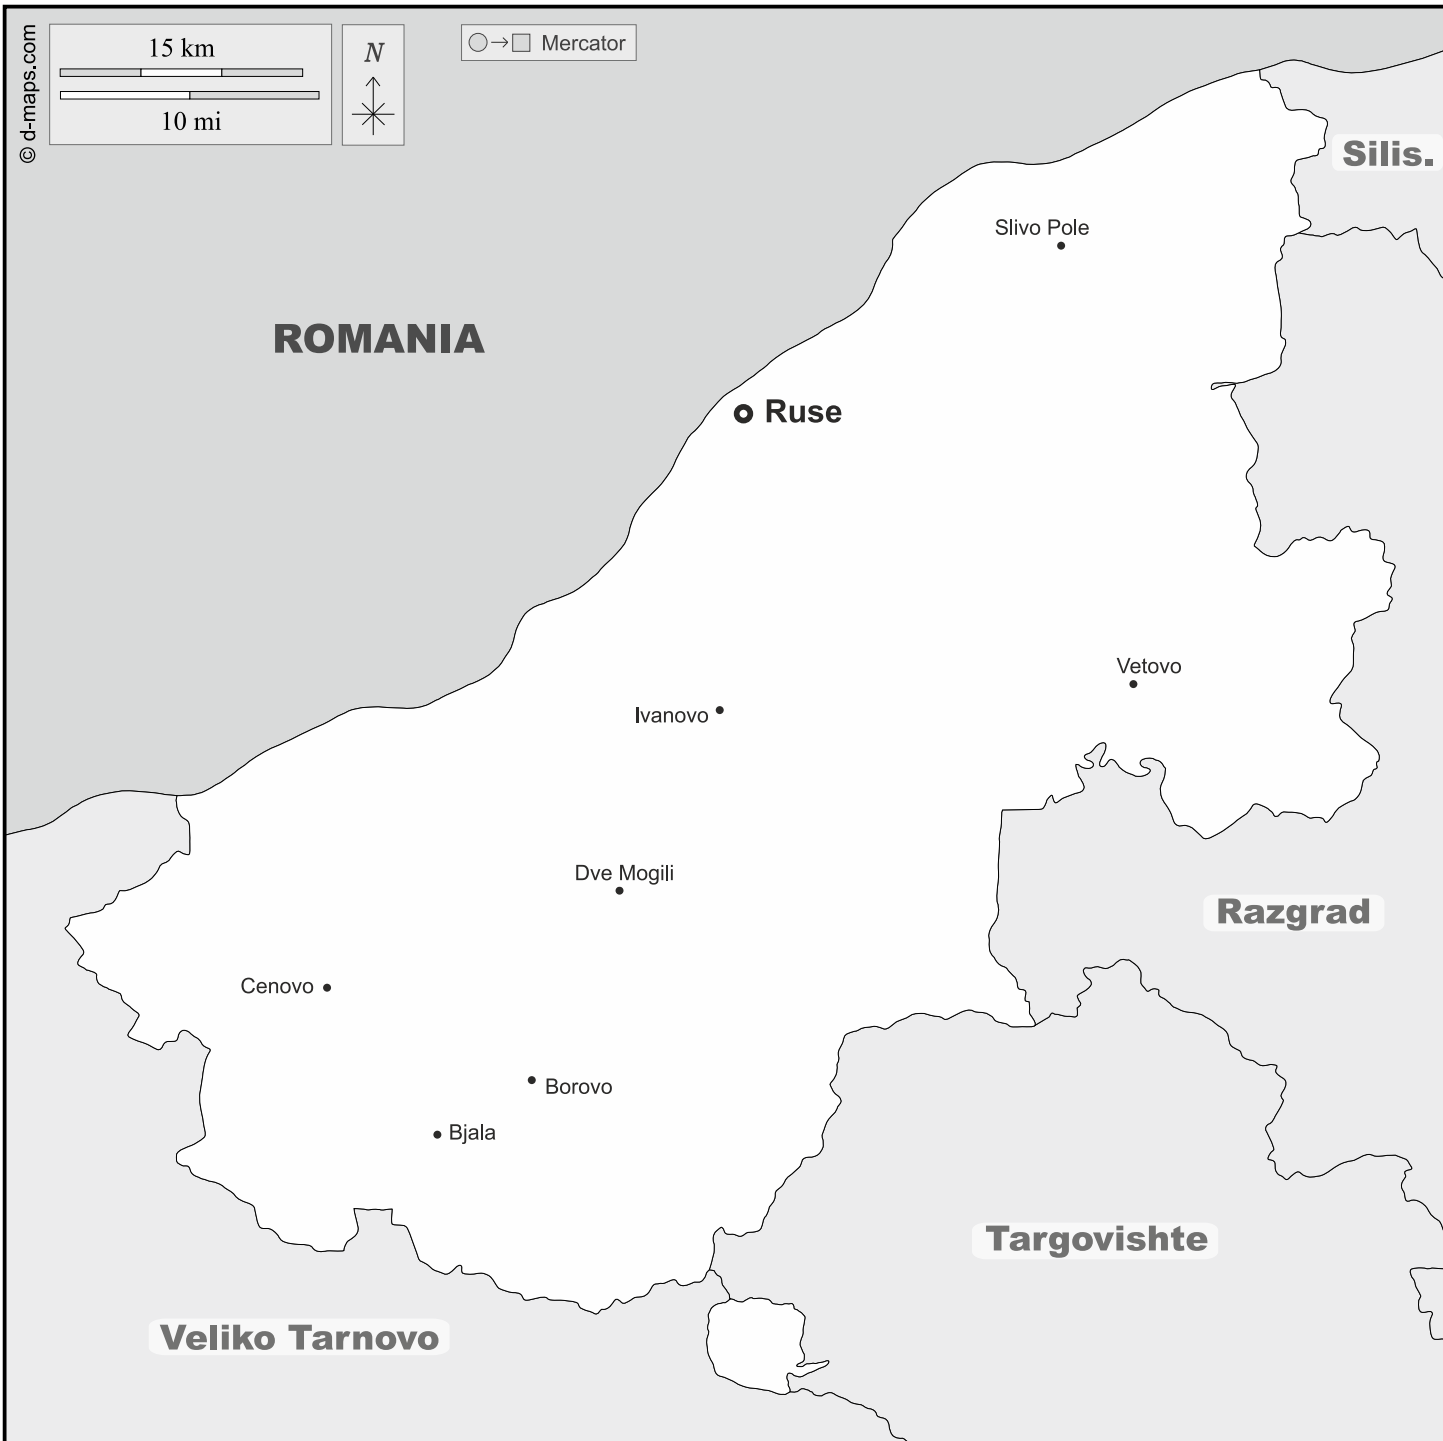 © d-maps.com
15 km
10 mi
N
Mercator
Silis.
Slivo Pole
ROMANIA
Ruse
Vetovo
Ivanovo
Dve Mogili
Razgrad
Cenovo
Borovo
Bjala
Targovishte
Veliko Tarnovo